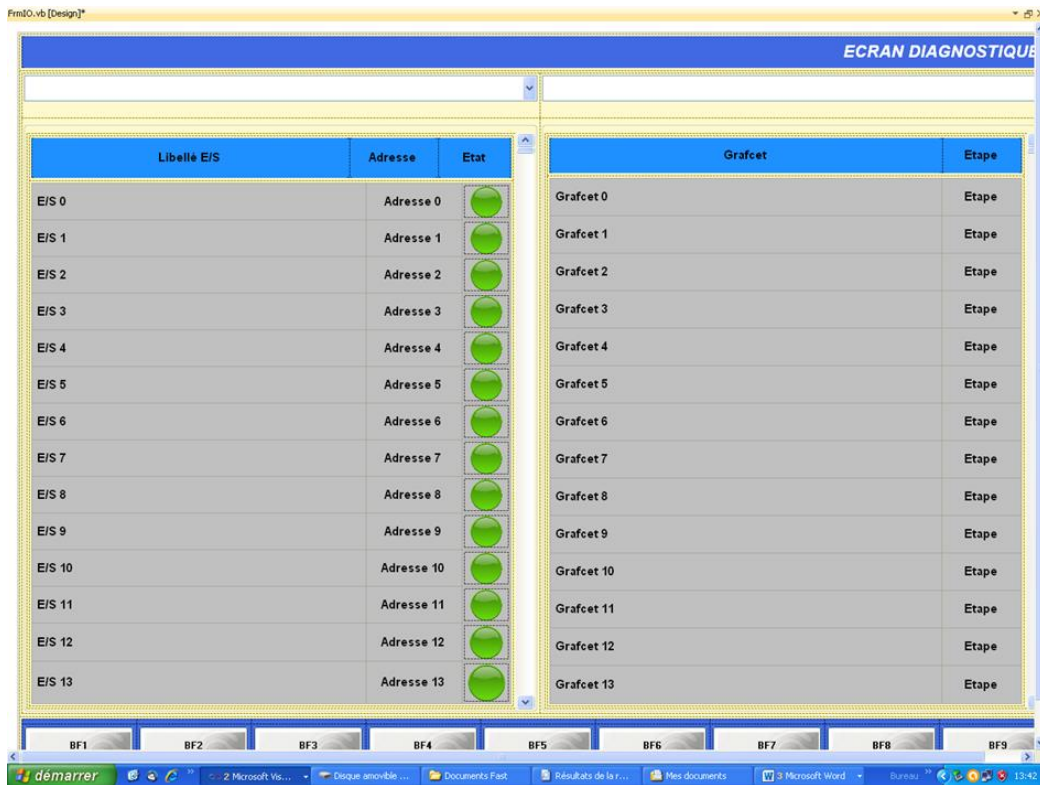 FrmIO.vb [Design]*
ECRAN DIAGNOSTIQUE
Libellé E/S Adresse Etat
E/S 0 Adresse 0
E/S 1 Adresse 1
E/S 2 Adresse 2
E/S 3 Adresse 3
E/S 4 Adresse 4
E/S 5 Adresse 5
E/S 6 Adresse 6
E/S 7 Adresse 7
E/S 8 Adresse 8
E/S 9 Adresse 9
E/S 10 Adresse 10
E/S 11 Adresse 11
E/S 12 Adresse 12
E/S 13 Adresse 13
Grafcet Etape
Grafcet 0 Etape
Grafcet 1 Etape
Grafcet 2 Etape
Grafcet 3 Etape
Grafcet 4 Etape
Grafcet 5 Etape
Grafcet 6 Etape
Grafcet 7 Etape
Grafcet 8 Etape
Grafcet 9 Etape
Grafcet 10 Etape
Grafcet 11 Etape
Grafcet 12 Etape
Grafcet 13 Etape
BF1 BF2 BF3 BF4 BF5 BF6 BF7 BF8 BF9
démarrer 2 Microsoft Vis... Disque amovible ... Documents Fast Résultats de la r... Mes documents 3 Microsoft Word Bureau 13:42